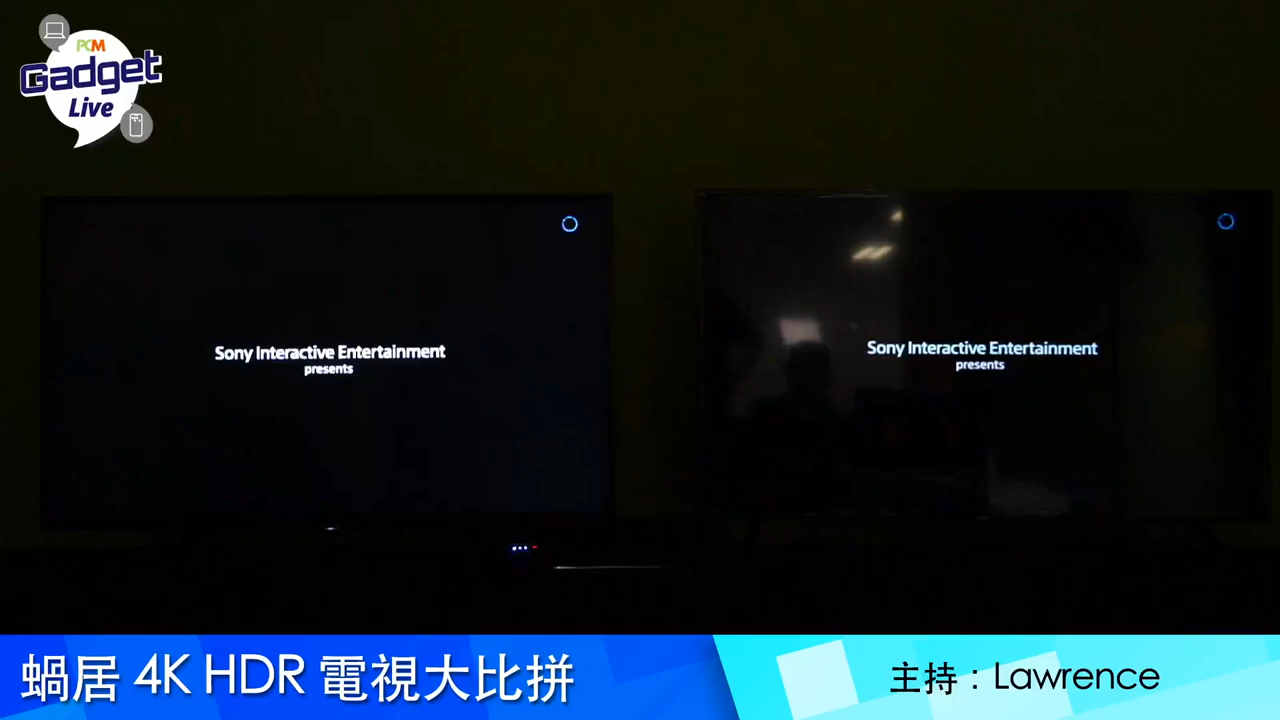 PCM
Gadget
Live
Sony Interactive Entertainment
presents
Sony Interactive Entertainment
presents
蝸居 4K HDR 電視大比拼
主持：Lawrence